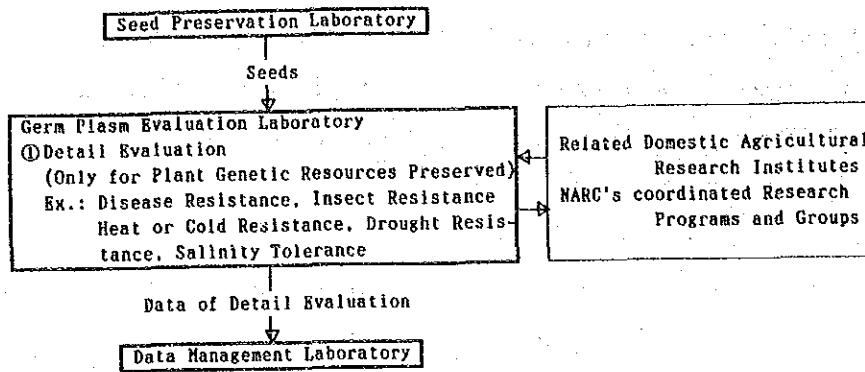 Seed Preservation Laboratory
Seeds
Germ Plasm Evaluation Laboratory
①Detail Evaluation
(Only for Plant Genetic Resources Preserved)
Ex.: Disease Resistance, Insect Resistance
Heat or Cold Resistance, Drought Resis-
tance, Salinity Tolerance
Related Domestic Agricultural
Research Institutes
NARC's coordinated Research
Programs and Groups
Data of Detail Evaluation
Data Management Laboratory